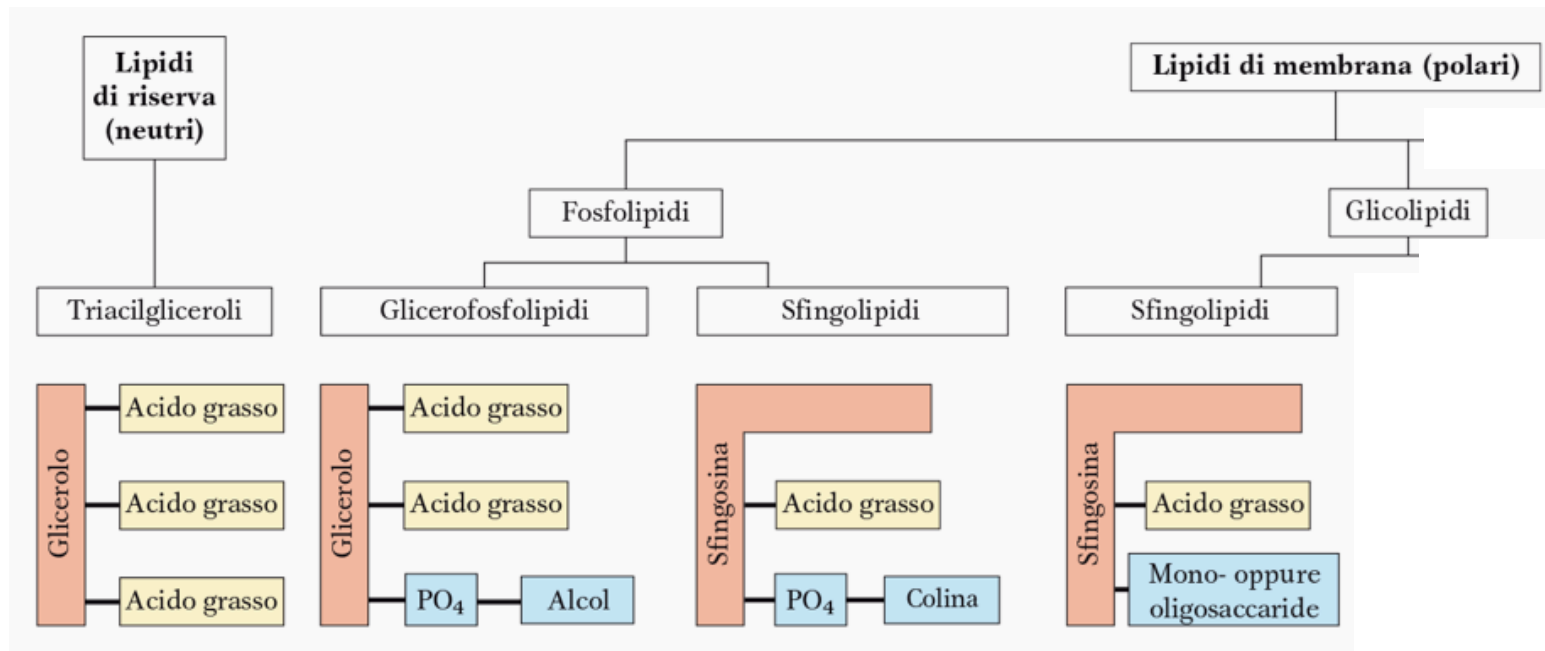 Lipidi
di riserva
(neutri)
Lipidi di membrana (polari)
Fosfolipidi
Glicolipidi
Triacilgliceroli
Glicerofosfolipidi
Sfingolipidi
Sfingolipidi
Glicerolo
Acido grasso
Acido grasso
Acido grasso
Glicerolo
Acido grasso
Acido grasso
PO4
Alcol
Sfingosina
Acido grasso
PO4
Colina
Sfingosina
Acido grasso
Mono- oppure
oligosaccaride